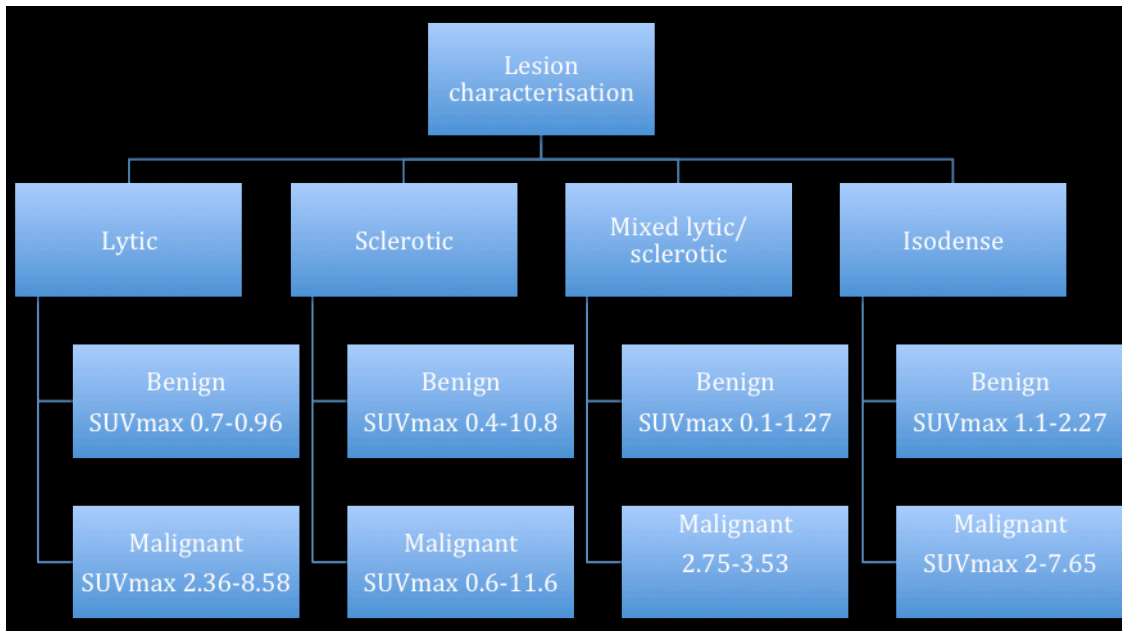 Lesion
characterisation
Lytic
Benign
SUVmax 0.7-0.96
Malignant
SUVmax 2.36-8.58
Sclerotic
Benign
SUVmax 0.4-10.8
Malignant
SUVmax 0.6-11.6
Mixed lytic/
sclerotic
Benign
SUVmax 0.1-1.27
Malignant
2.75-3.53
Isodense
Benign
SUVmax 1.1-2.27
Malignant
SUVmax 2-7.65